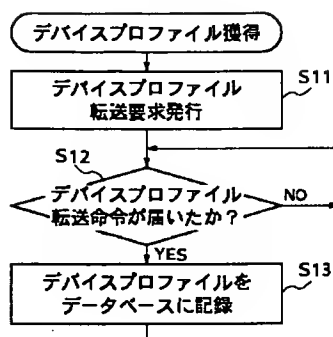 デバイスプロファイル獲得
S11
デバイスプロファイル
転送要求発行
S12
デバイスプロファイル
転送命令が届いたか?
NO
YES
S13
デバイスプロファイルを
データベースに記録